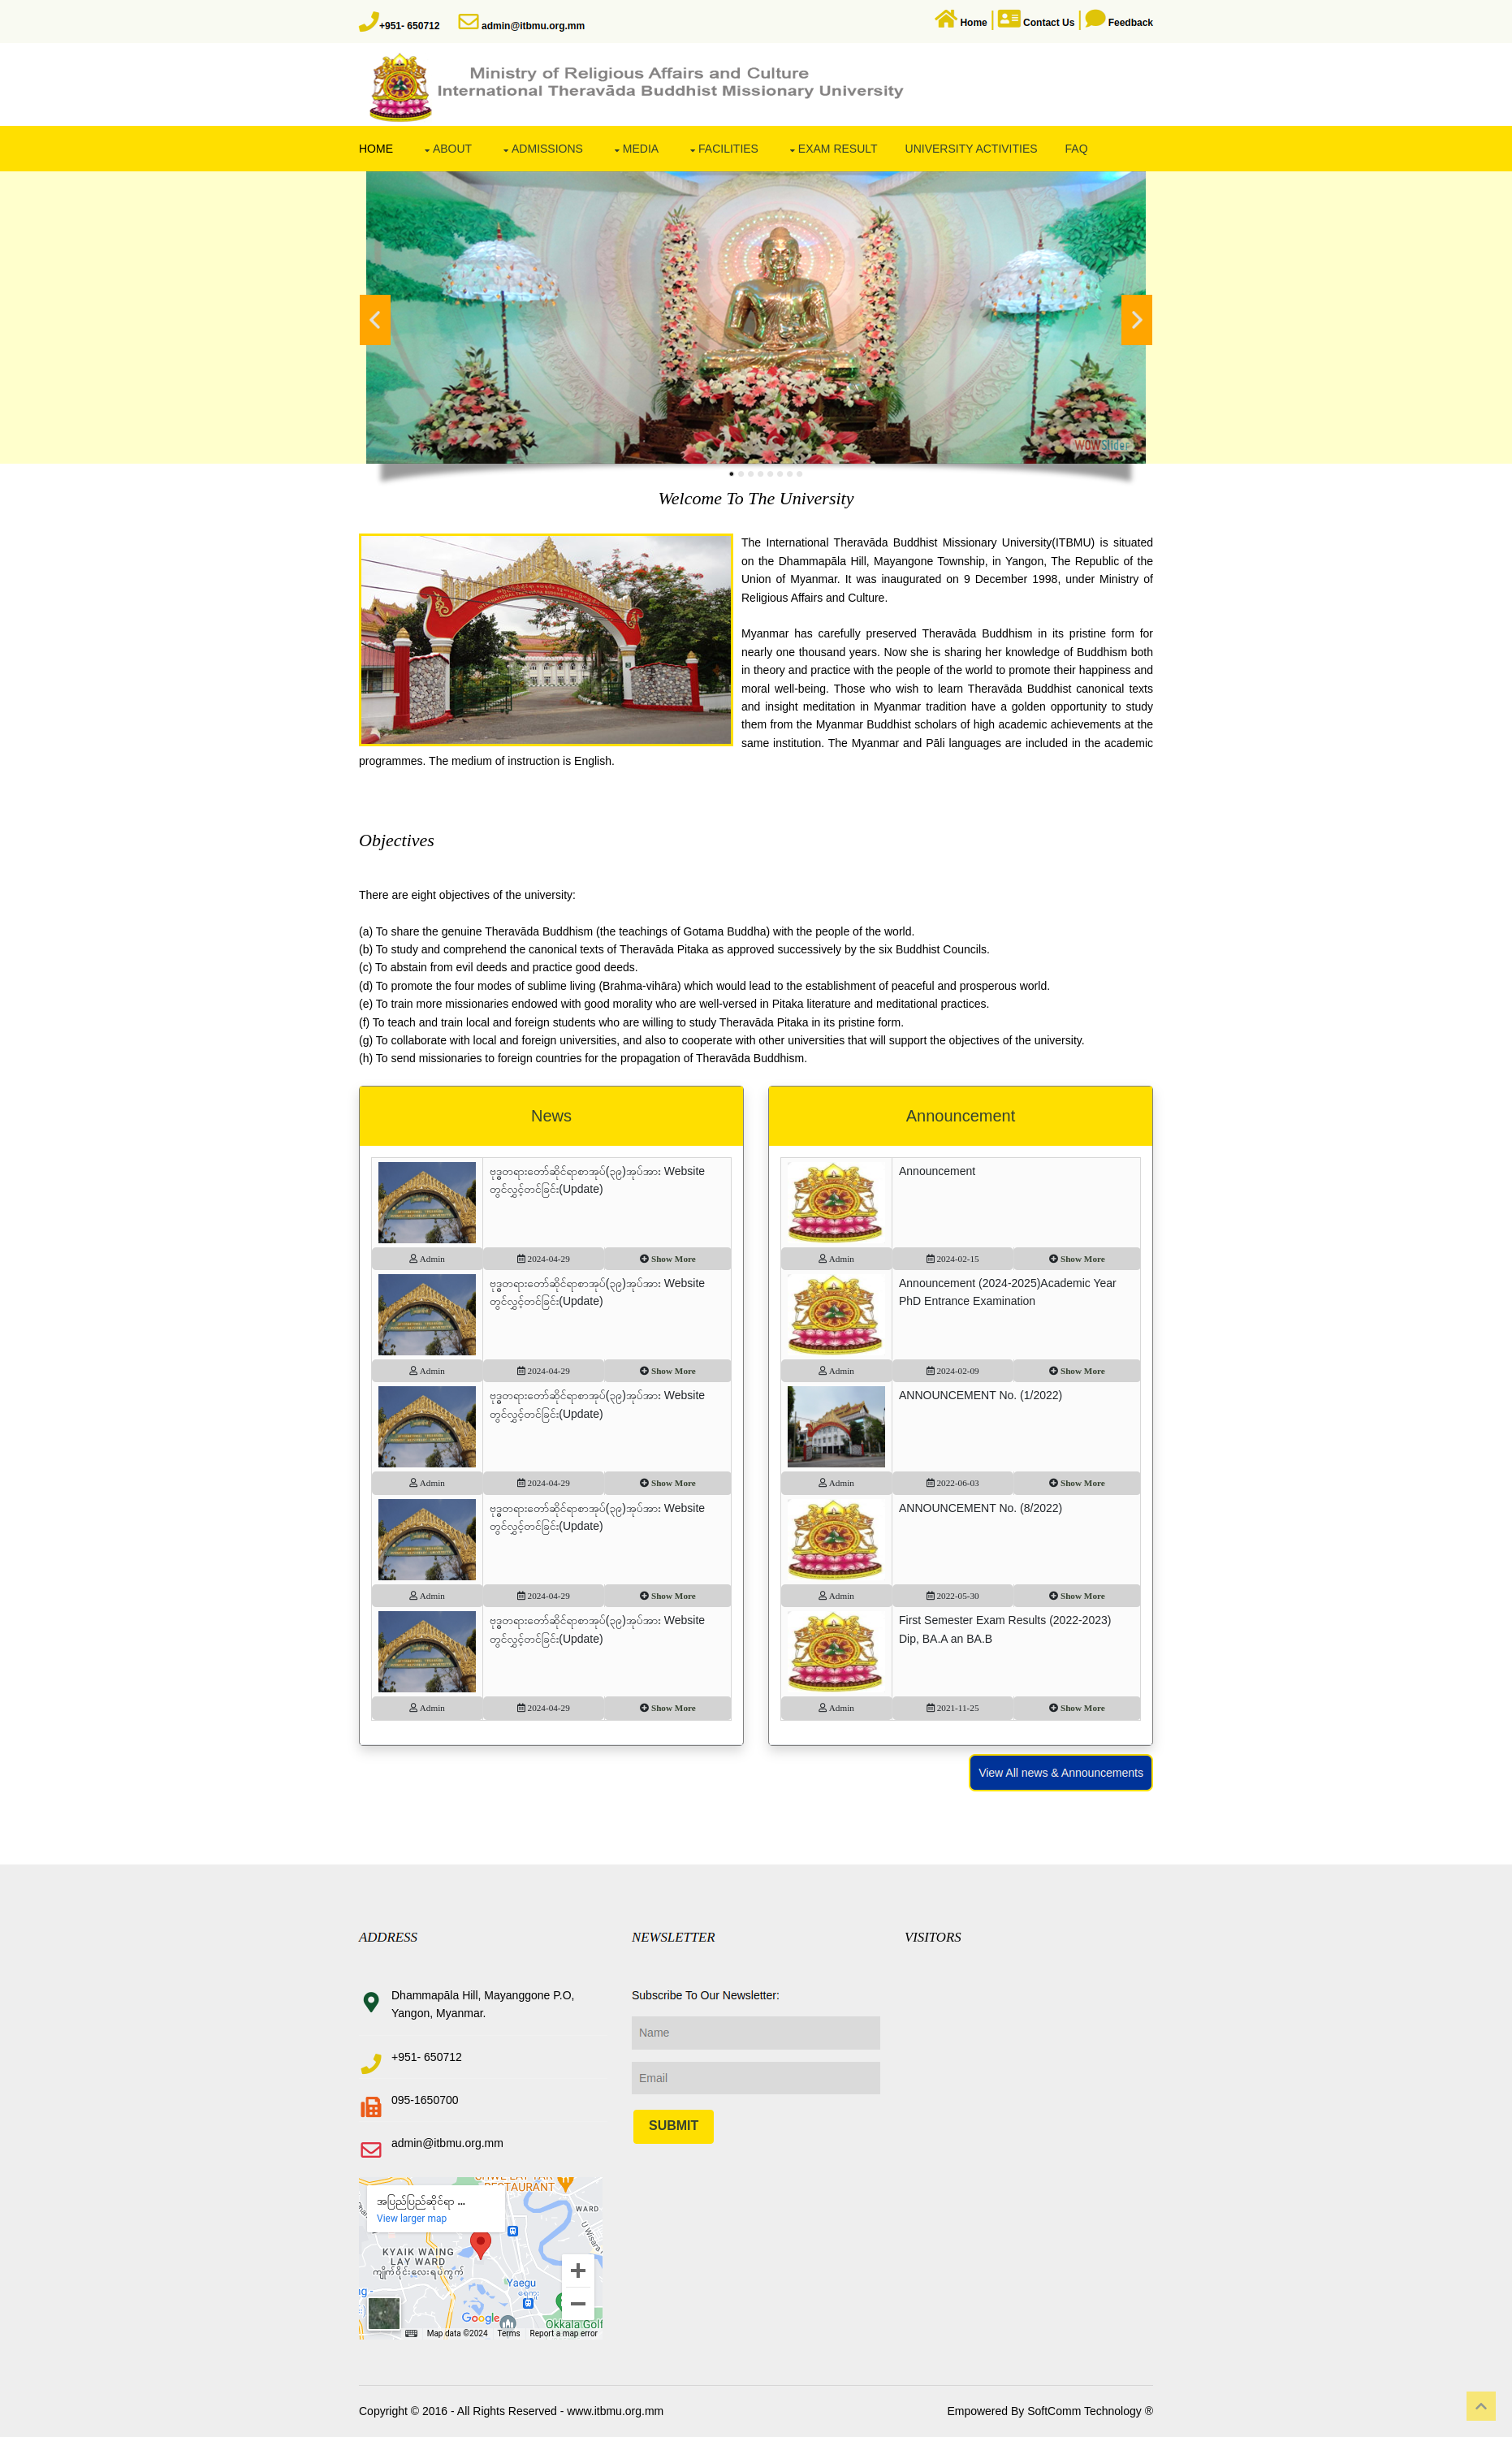 +951- 650712 admin@itbmu.org.mm Home Contact Us Feedback
Ministry of Religious Affairs and Culture
International Theravāda Buddhist Missionary University
HOME ABOUT ADMISSIONS MEDIA FACILITIES EXAM RESULT UNIVERSITY ACTIVITIES FAQ
WOWSlider
Welcome To The University
The International Theravāda Buddhist Missionary University(ITBMU) is situated
on the Dhammapāla Hill, Mayangone Township, in Yangon, The Republic of the
Union of Myanmar. It was inaugurated on 9 December 1998, under Ministry of
Religious Affairs and Culture.
Myanmar has carefully preserved Theravāda Buddhism in its pristine form for
nearly one thousand years. Now she is sharing her knowledge of Buddhism both
in theory and practice with the people of the world to promote their happiness and
moral well-being. Those who wish to learn Theravāda Buddhist canonical texts
and insight meditation in Myanmar tradition have a golden opportunity to study
them from the Myanmar Buddhist scholars of high academic achievements at the
same institution. The Myanmar and Pāli languages are included in the academic
programmes. The medium of instruction is English.
Objectives
There are eight objectives of the university:
(a) To share the genuine Theravāda Buddhism (the teachings of Gotama Buddha) with the people of the world.
(b) To study and comprehend the canonical texts of Theravāda Pitaka as approved successively by the six Buddhist Councils.
(c) To abstain from evil deeds and practice good deeds.
(d) To promote the four modes of sublime living (Brahma-vihāra) which would lead to the establishment of peaceful and prosperous world.
(e) To train more missionaries endowed with good morality who are well-versed in Pitaka literature and meditational practices.
(f) To teach and train local and foreign students who are willing to study Theravāda Pitaka in its pristine form.
(g) To collaborate with local and foreign universities, and also to cooperate with other universities that will support the objectives of the university.
(h) To send missionaries to foreign countries for the propagation of Theravāda Buddhism.
News
ဗုဒ္ဓတရားတော်ဆိုင်ရာစာအုပ်(၃၉)အုပ်အား Website
တွင်လွှင့်တင်ခြင်း(Update)
Admin 2024-04-29 Show More
ဗုဒ္ဓတရားတော်ဆိုင်ရာစာအုပ်(၃၉)အုပ်အား Website
တွင်လွှင့်တင်ခြင်း(Update)
Admin 2024-04-29 Show More
ဗုဒ္ဓတရားတော်ဆိုင်ရာစာအုပ်(၃၉)အုပ်အား Website
တွင်လွှင့်တင်ခြင်း(Update)
Admin 2024-04-29 Show More
ဗုဒ္ဓတရားတော်ဆိုင်ရာစာအုပ်(၃၉)အုပ်အား Website
တွင်လွှင့်တင်ခြင်း(Update)
Admin 2024-04-29 Show More
ဗုဒ္ဓတရားတော်ဆိုင်ရာစာအုပ်(၃၉)အုပ်အား Website
တွင်လွှင့်တင်ခြင်း(Update)
Admin 2024-04-29 Show More
Announcement
Announcement
Admin 2024-02-15 Show More
Announcement (2024-2025)Academic Year
PhD Entrance Examination
Admin 2024-02-09 Show More
ANNOUNCEMENT No. (1/2022)
Admin 2022-06-03 Show More
ANNOUNCEMENT No. (8/2022)
Admin 2022-05-30 Show More
First Semester Exam Results (2022-2023)
Dip, BA.A an BA.B
Admin 2021-11-25 Show More
View All news & Announcements
ADDRESS
Dhammapāla Hill, Mayanggone P.O,
Yangon, Myanmar.
+951- 650712
095-1650700
admin@itbmu.org.mm
RESTAURANT
အပြည်ပြည်ဆိုင်ရာ ...
View larger map
WARD
U Wisara
KYAIK WAING
LAY WARD
ကျိုက်ဝိုင်းလေးရပ်ကွက်
Yaegu
ရေကူး
Google
Okkala Golf
Map data ©2024 Terms Report a map error
NEWSLETTER
Subscribe To Our Newsletter:
Name
Email
SUBMIT
VISITORS
Copyright © 2016 - All Rights Reserved - www.itbmu.org.mm
Empowered By SoftComm Technology ®